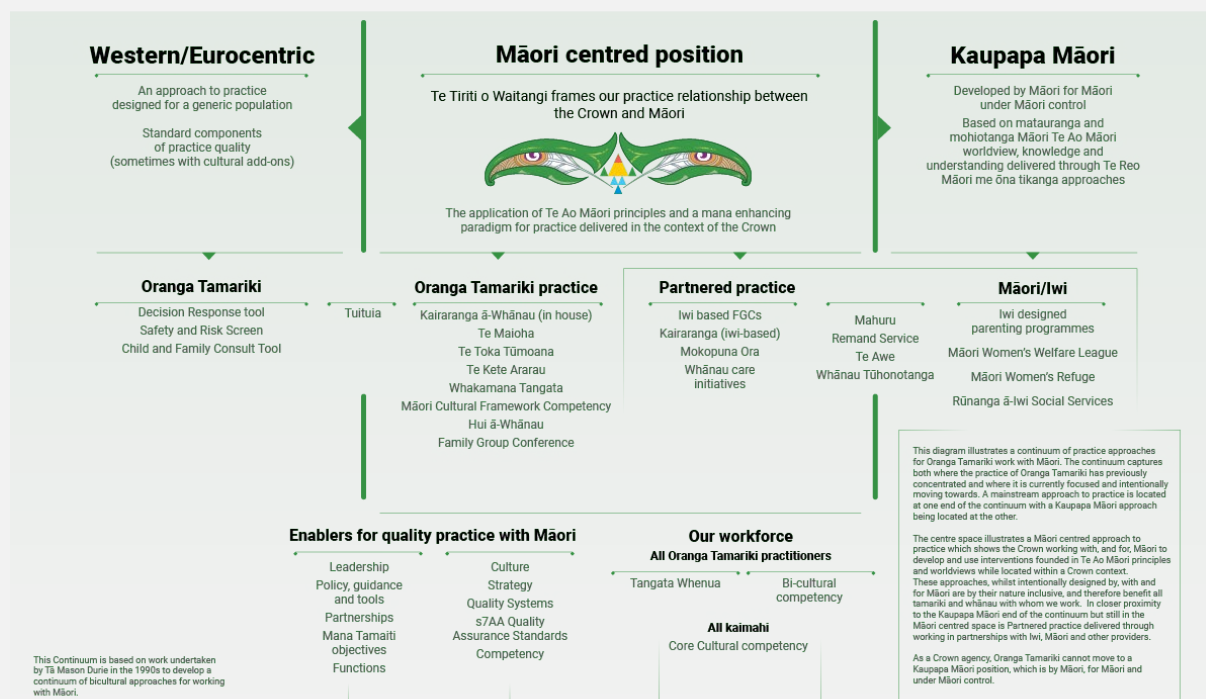 Western/Eurocentric
An approach to practice
designed for a generic population
Standard components
of practice quality
(sometimes with cultural add-ons)
Māori centred position
Te Tiriti o Waitangi frames our practice relationship between
the Crown and Māori
The application of Te Ao Māori principles and a mana enhancing
paradigm for practice delivered in the context of the Crown
Kaupapa Māori
Developed by Māori for Māori
under Māori control
Based on matauranga and
mohiotanga Māori Te Ao Māori
worldview, knowledge and
understanding delivered through Te Reo
Māori me ōna tikanga approaches
Oranga Tamariki
Decision Response tool
Safety and Risk Screen
Child and Family Consult Tool
Tuituia
Oranga Tamariki practice
Kairaranga ā-Whānau (in house)
Te Maioha
Te Toka Tūmoana
Te Kete Ararau
Whakamana Tangata
Māori Cultural Framework Competency
Hui ā-Whānau
Family Group Conference
Partnered practice
Iwi based FGCs
Kairaranga (iwi-based)
Mokopuna Ora
Whānau care
initiatives
Mahuru
Remand Service
Te Awe
Whānau Tūhonotanga
Māori/Iwi
Iwi designed
parenting programmes
Māori Women's Welfare League
Māori Women's Refuge
Rūnanga ā-Iwi Social Services
Enablers for quality practice with Māori
Leadership
Policy, guidance
and tools
Partnerships
Mana Tamaiti
objectives
Functions
Culture
Strategy
Quality Systems
s7AA Quality
Assurance Standards
Competency
Our workforce
All Oranga Tamariki practitioners
Tangata Whenua
Bi-cultural
competency
All kaimahi
Core Cultural competency
This diagram illustrates a continuum of practice approaches
for Oranga Tamariki work with Māori. The continuum captures
both where the practice of Oranga Tamariki has previously
concentrated and where it is currently focused and intentionally
moving towards. A mainstream approach to practice is located
at one end of the continuum with a Kaupapa Māori approach
being located at the other.
The centre space illustrates a Māori centred approach to
practice which shows the Crown working with, and for, Māori to
develop and use interventions founded in Te Ao Māori principles
and worldviews while located within a Crown context.
These approaches, whilst intentionally designed by, with and
for Māori are by their nature inclusive, and therefore benefit all
tamariki and whānau with whom we work. In closer proximity
to the Kaupapa Māori end of the continuum but still in the
Māori centred space is Partnered practice delivered through
working in partnerships with Iwi, Māori and other providers.
As a Crown agency, Oranga Tamariki cannot move to a
Kaupapa Māori position, which is by Māori, for Māori and
under Māori control.
This Continuum is based on work undertaken
by Tā Mason Durie in the 1990s to develop a
continuum of bicultural approaches for working
with Māori.